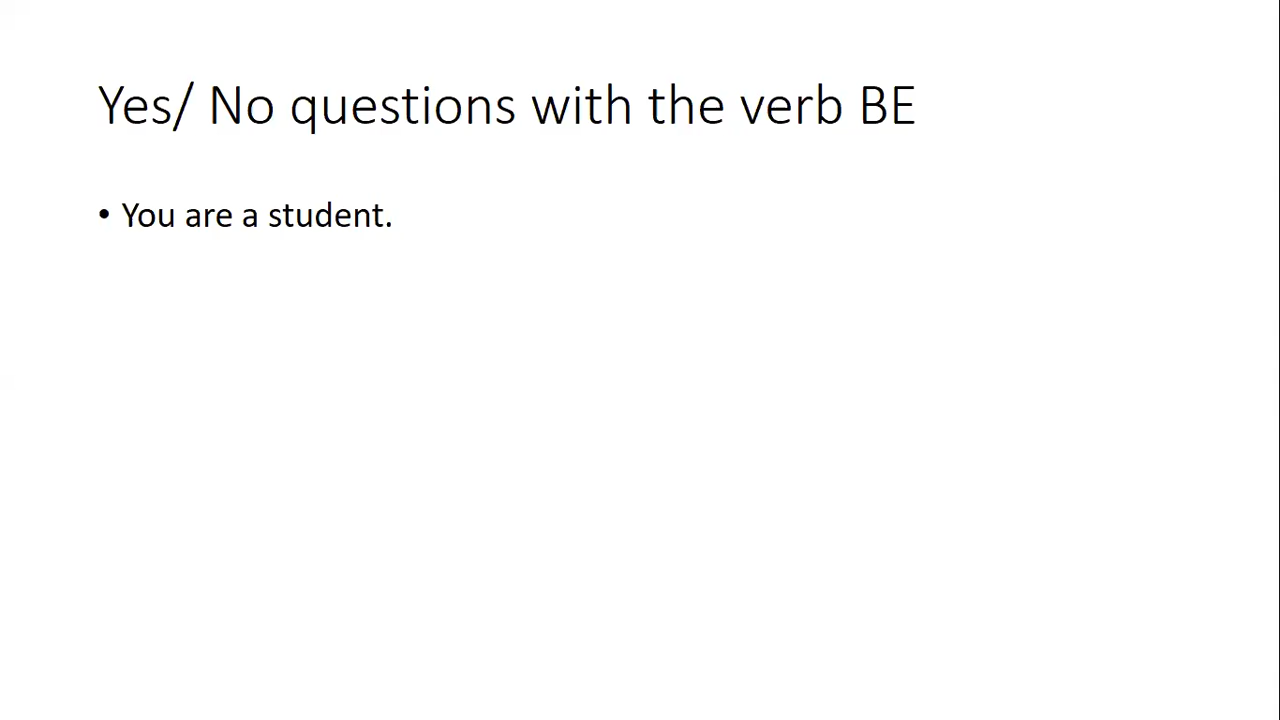 Yes/ No questions with the verb BE
• You are a student.